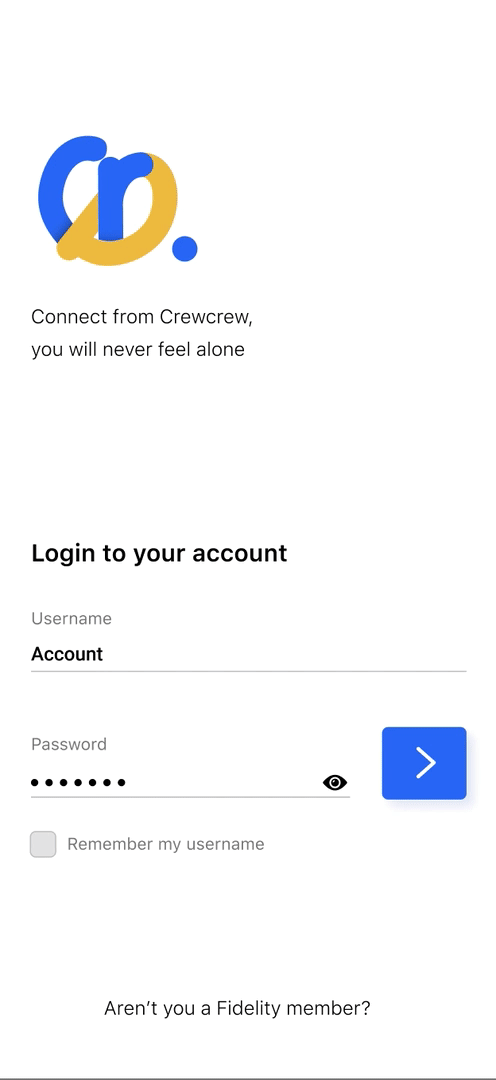 cr.
Connect from Crewcrew,
you will never feel alone
Login to your account
Username
Account
Password
•••••••
Remember my username
Aren’t you a Fidelity member?